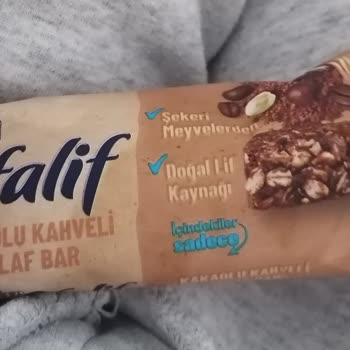 falif
OLU KAHVELİ
LAF BAR
Şekeri
Meyvelerden
Doğal Lif
Kaynağı
İçindekiler
sadece
KAKAOLU KAHVELİ